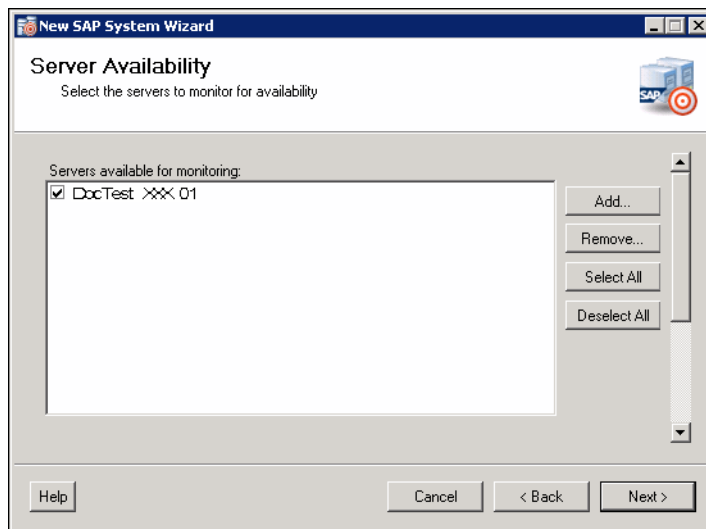 New SAP System Wizard
Server Availability
Select the servers to monitor for availability
SAP
Servers available for monitoring:
DocTest XXX 01
Add...
Remove...
Select All
Deselect All
Help
Cancel
< Back
Next >